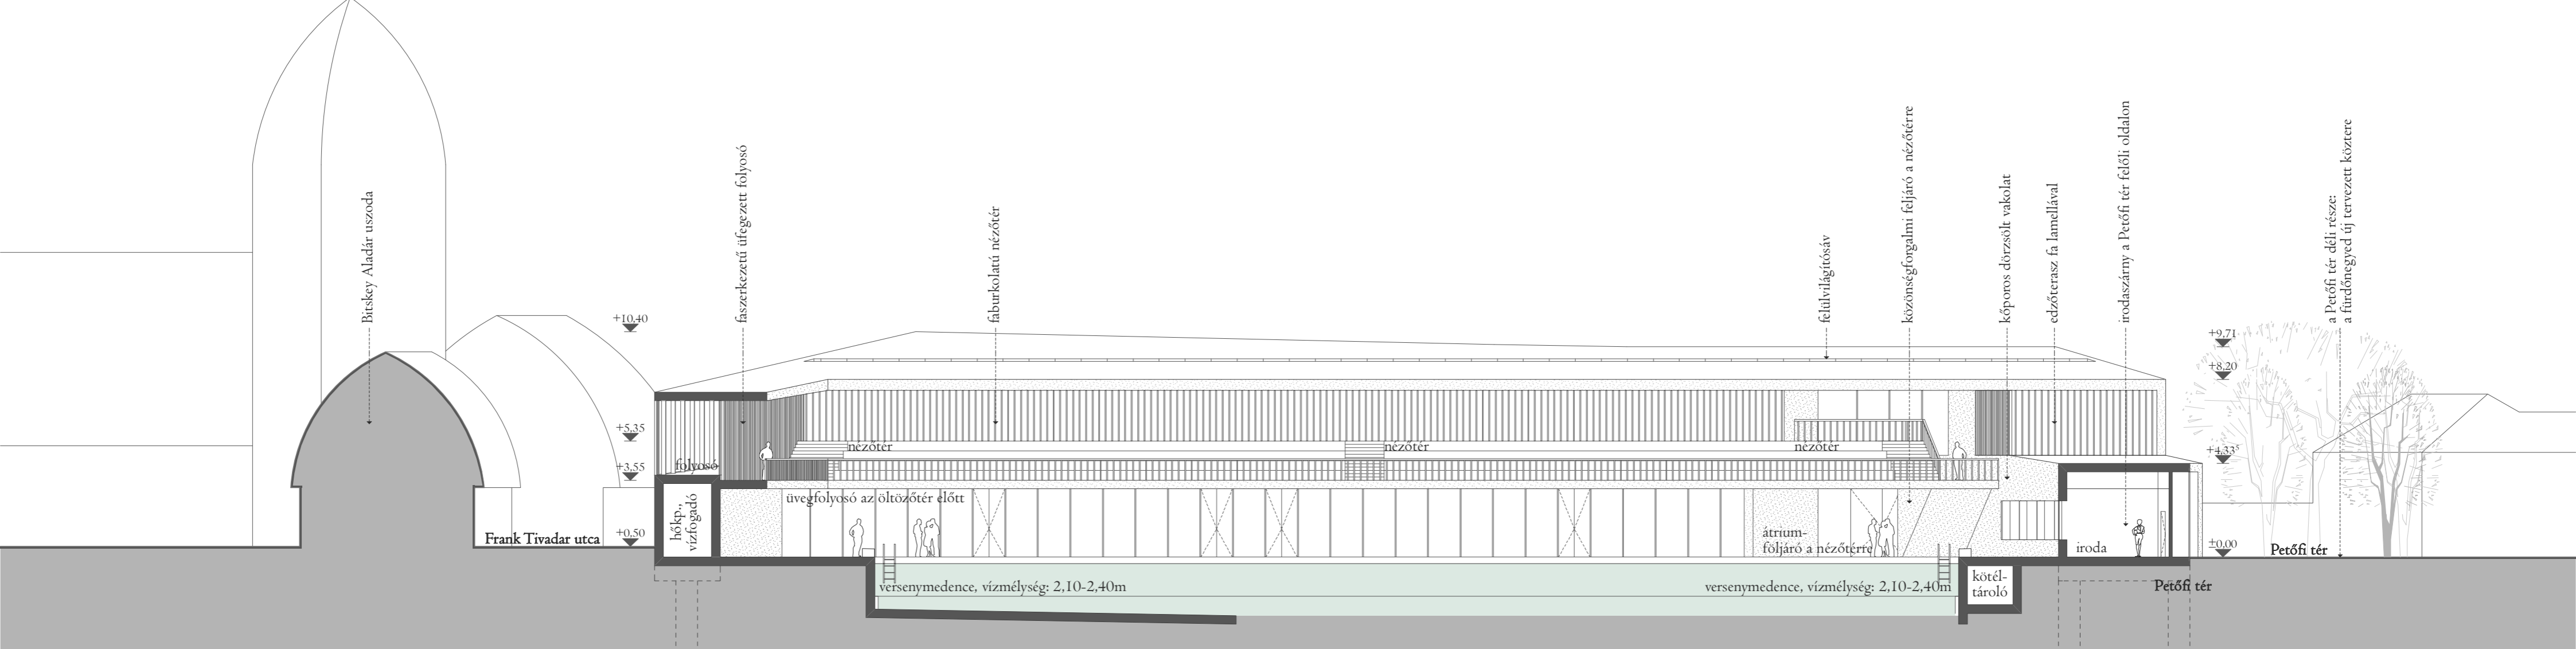 Bitskey Aladár uszoda
faszerkezetű üfegezett folyosó
faburkolatú nézőtér
felülvilágítósáv
közönségforgalmi feljáró a nézőtérre
kőporos dörzsölt vakolat
edzőterasz fa lamellával
irodaszárny a Petőfi tér felőli oldalon
a Petőfi tér déli része:
a fürdőnegyed új tervezett köztere
+10,40
+9,71
+8,20
+5,35
+4,33⁵
+3,55
+0,50
±0,00
nézőtér
nézőtér
nézőtér
folyosó
üvegfolyosó az öltözőtér előtt
hőkp.,
vízfogadó
Frank Tivadar utca
átrium-
följáró a nézőtérre
iroda
Petőfi tér
versenymedence, vízmélység: 2,10-2,40m
versenymedence, vízmélység: 2,10-2,40m
kötél-
tároló
Petőfi tér